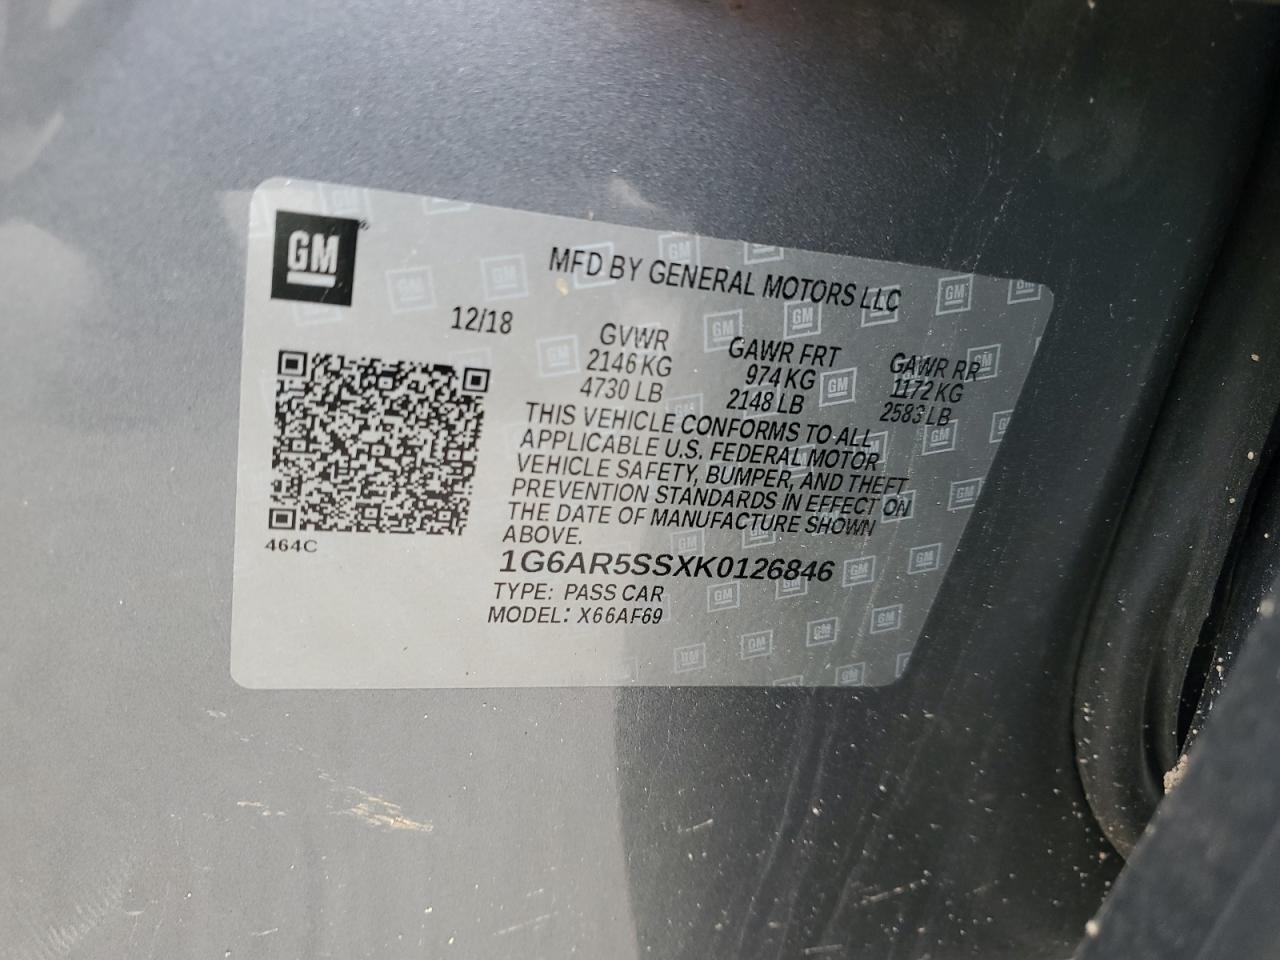 GM
MFD BY GENERAL MOTORS LLC
12/18
GVWR GAWR FRT GAWR RR
2146 KG 974 KG 1172 KG
4730 LB 2148 LB 2583 LB
THIS VEHICLE CONFORMS TO ALL
APPLICABLE U.S. FEDERAL MOTOR
VEHICLE SAFETY, BUMPER, AND THEFT
PREVENTION STANDARDS IN EFFECT ON
THE DATE OF MANUFACTURE SHOWN
ABOVE.
464C
1G6AR5SSXK0126846
TYPE: PASS CAR
MODEL: X66AF69